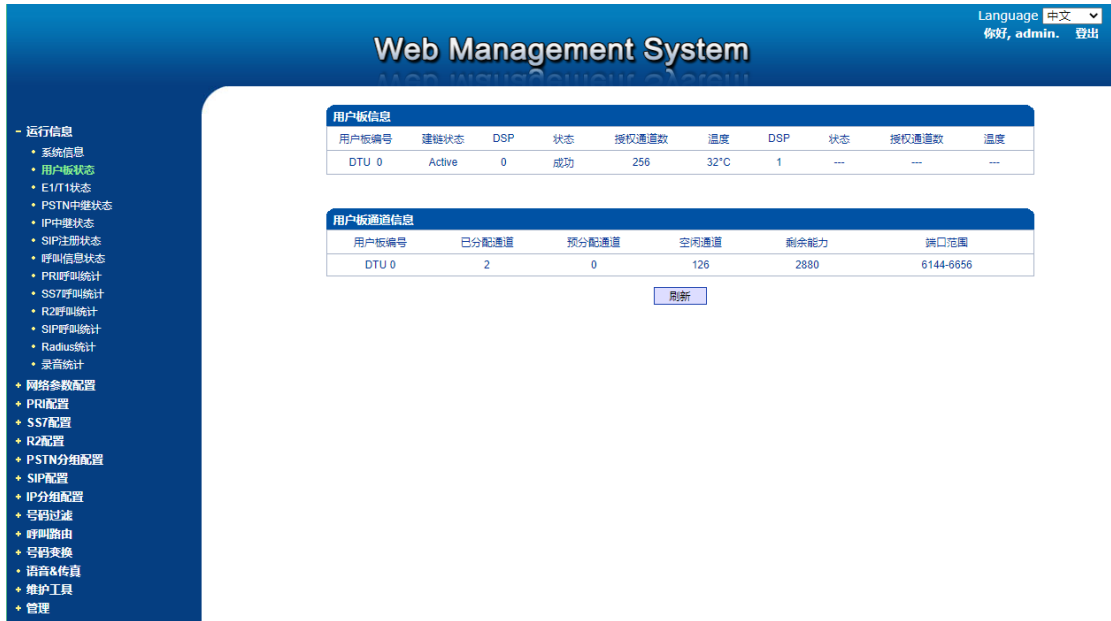 Language 中文
你好, admin. 登出
Web Management System
- 运行信息
• 系统信息
• 用户板状态
• E1/T1状态
• PSTN中继状态
• IP中继状态
• SIP注册状态
• 呼叫信息状态
• PRI呼叫统计
• SS7呼叫统计
• R2呼叫统计
• SIP呼叫统计
• Radius统计
• 录音统计
+ 网络参数配置
+ PRI配置
+ SS7配置
+ R2配置
+ PSTN分组配置
+ SIP配置
+ IP分组配置
+ 号码过滤
+ 呼叫路由
+ 号码变换
• 语音&传真
+ 维护工具
+ 管理
用户板信息
用户板编号 建链状态 DSP 状态 授权通道数 温度 DSP 状态 授权通道数 温度
DTU 0 Active 0 成功 256 32°C 1 --- --- ---
用户板通道信息
用户板编号 已分配通道 预分配通道 空闲通道 剩余能力 端口范围
DTU 0 2 0 126 2880 6144-6656
刷新